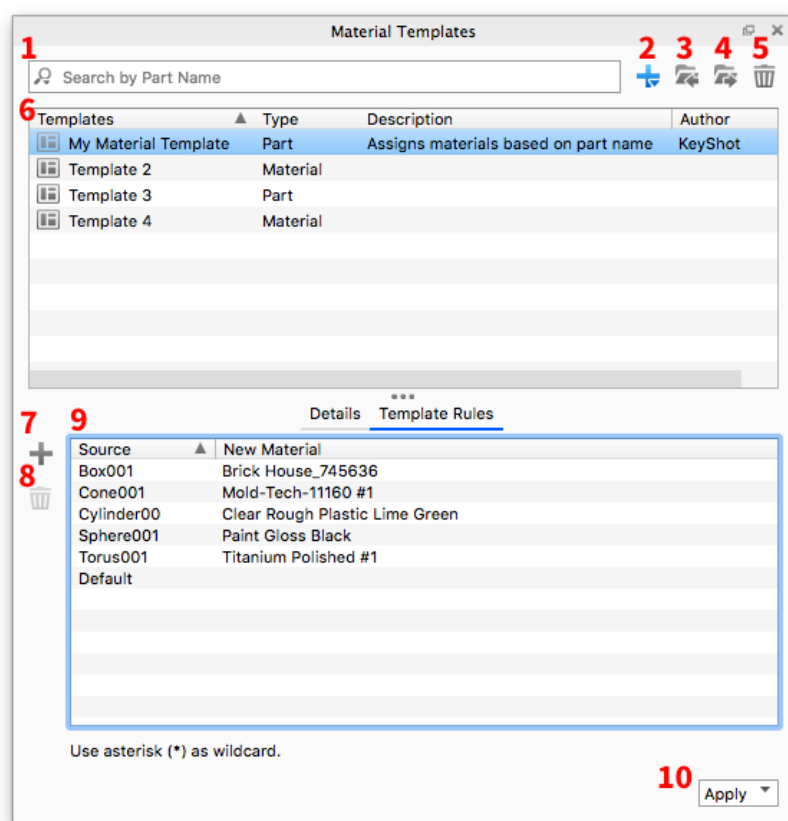 Material Templates
1
2 3 4 5
Search by Part Name
6
Templates Type Description Author
My Material Template Part Assigns materials based on part name KeyShot
Template 2 Material
Template 3 Part
Template 4 Material
Details Template Rules
7 9
Source New Material
8
Box001 Brick House_745636
Cone001 Mold-Tech-11160 #1
Cylinder00 Clear Rough Plastic Lime Green
Sphere001 Paint Gloss Black
Torus001 Titanium Polished #1
Default
Use asterisk (*) as wildcard.
10
Apply